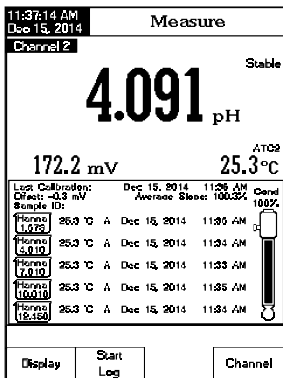 11:37:14 AM
Dec 15, 2014
Measure
Channel 2
Stable
4.091 pH
ATC2
172.2 mV
25.3°C
Last Calibration: Dec 15, 2014 11:36 AM
Offset: -0.3 mV Average Slope: 100.3%
Sample ID:
Cond
100%
Hanna 1.679 25.3 °C A Dec 15, 2014 11:35 AM
Hanna 4.010 25.3 °C A Dec 15, 2014 11:34 AM
Hanna 7.010 25.3 °C A Dec 15, 2014 11:33 AM
Hanna 10.010 25.3 °C A Dec 15, 2014 11:35 AM
Hanna 12.450 25.3 °C A Dec 15, 2014 11:34 AM
Display
Start
Log
Channel